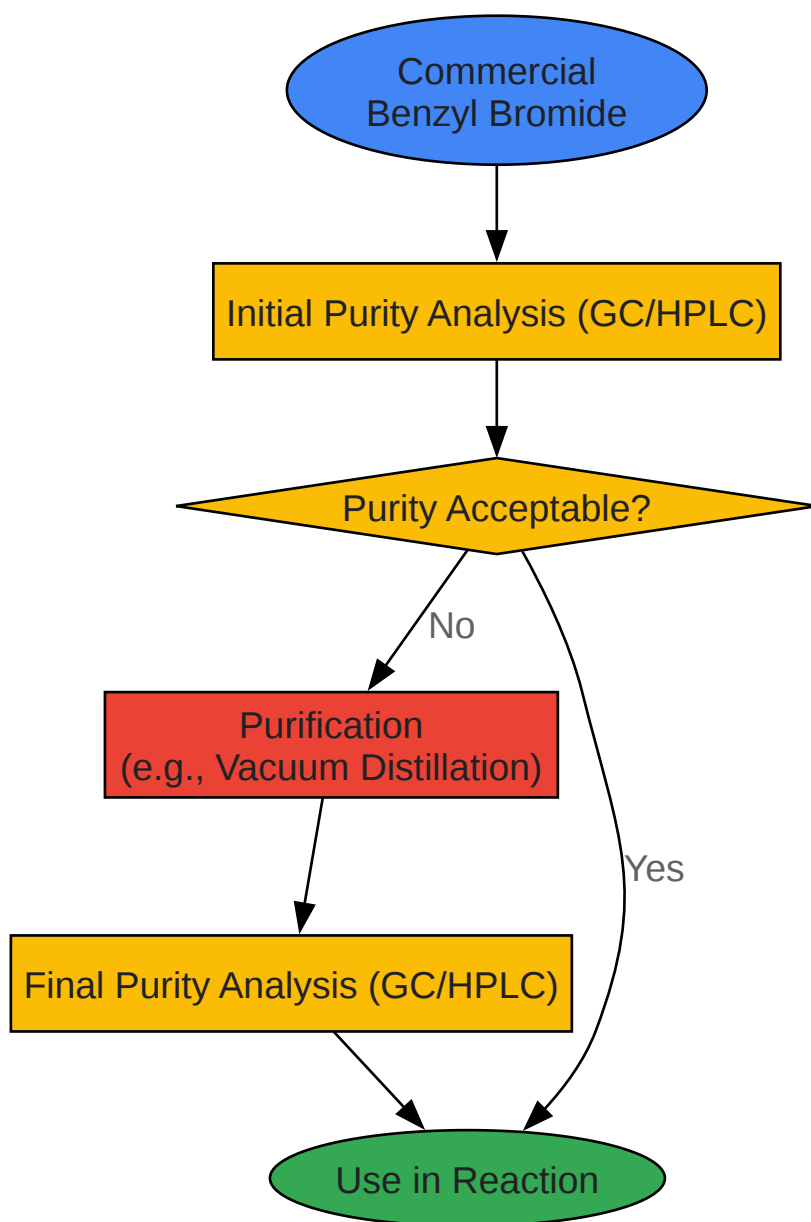 Commercial
Benzyl Bromide
Initial Purity Analysis (GC/HPLC)
Purity Acceptable?
No
Purification
(e.g., Vacuum Distillation)
Yes
Final Purity Analysis (GC/HPLC)
Use in Reaction